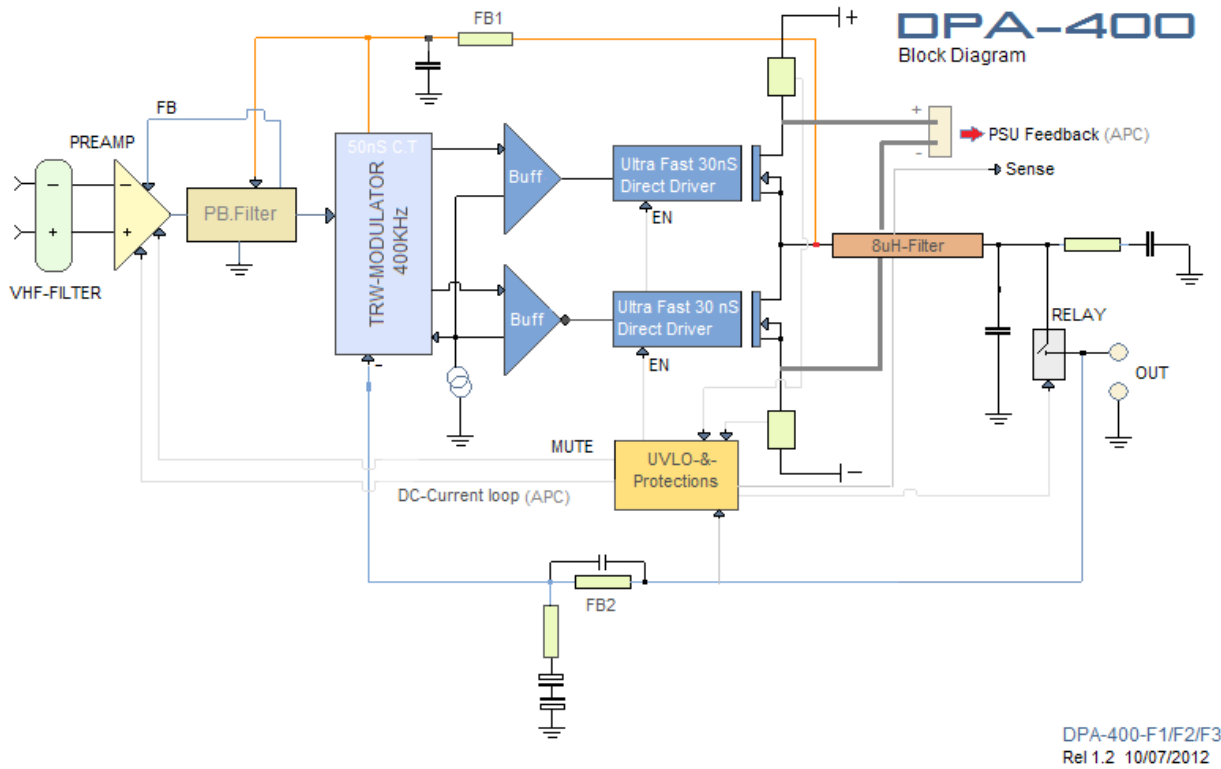 DPA-400
Block Diagram
FB1
+
FB
PREAMP
50nS C.T
TRW-MODULATOR
400KHz
Buff
Ultra Fast 30nS
Direct Driver
+
-
PSU Feedback (APC)
Sense
PB.Filter
EN
8uH-Filter
VHF-FILTER
Buff
Ultra Fast 30 nS
Direct Driver
RELAY
-
EN
OUT
MUTE
UVLO-&-
Protections
DC-Current loop (APC)
FB2
DPA-400-F1/F2/F3
Rel 1.2 10/07/2012